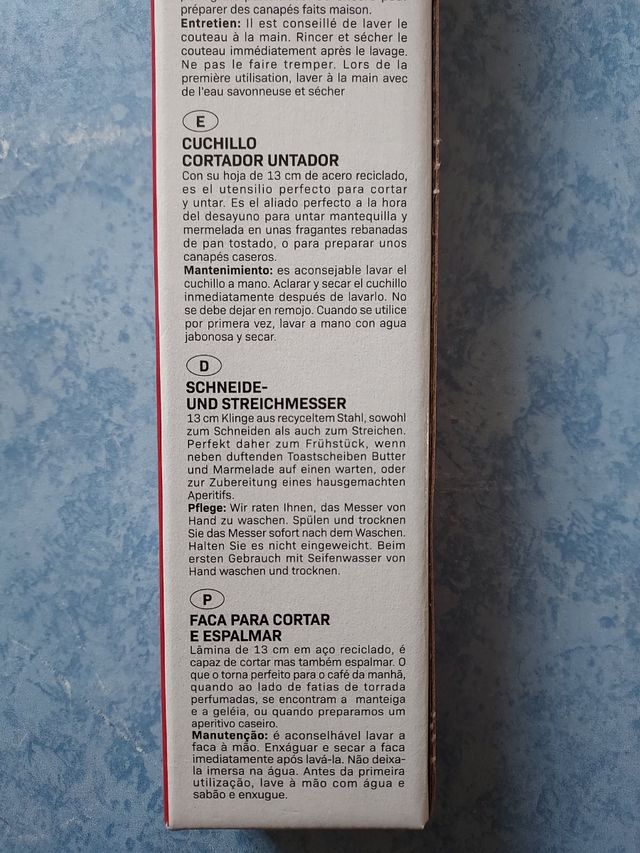 préparer des canapés faits maison.
Entretien: Il est conseillé de laver le
couteau à la main. Rincer et sécher le
couteau immédiatement après le lavage.
Ne pas le faire tremper. Lors de la
première utilisation, laver à la main avec
de l'eau savonneuse et sécher
E
CUCHILLO
CORTADOR UNTADOR
Con su hoja de 13 cm de acero reciclado,
es el utensilio perfecto para cortar
y untar. Es el aliado perfecto a la hora
del desayuno para untar mantequilla y
mermelada en unas fragantes rebanadas
de pan tostado, o para preparar unos
canapés caseros.
Mantenimiento: es aconsejable lavar el
cuchillo a mano. Aclarar y secar el cuchillo
inmediatamente después de lavarlo. No
se debe dejar en remojo. Cuando se utilice
por primera vez, lavar a mano con agua
jabonosa y secar.
D
SCHNEIDE-
UND STREICHMESSER
13 cm Klinge aus recyceltem Stahl, sowohl
zum Schneiden als auch zum Streichen.
Perfekt daher zum Frühstück, wenn
neben duftenden Toastscheiben Butter
und Marmelade auf einen warten, oder
zur Zubereitung eines hausgemachten
Aperitifs.
Pflege: Wir raten Ihnen, das Messer von
Hand zu waschen. Spülen und trocknen
Sie das Messer sofort nach dem Waschen.
Halten Sie es nicht eingeweicht. Beim
ersten Gebrauch mit Seifenwasser von
Hand waschen und trocknen.
P
FACA PARA CORTAR
E ESPALMAR
Lâmina de 13 cm em aço reciclado, é
capaz de cortar mas também espalmar. O
que o torna perfeito para o café da manhã,
quando ao lado de fatias de torrada
perfumadas, se encontram a manteiga
e a geléia, ou quando preparamos um
aperitivo caseiro.
Manutenção: é aconselhável lavar a
faca à mão. Enxáguar e secar a faca
imediatamente após lavá-la. Não deixa-
la imersa na água. Antes da primeira
utilização, lave à mão com água e
sabão e enxugue.